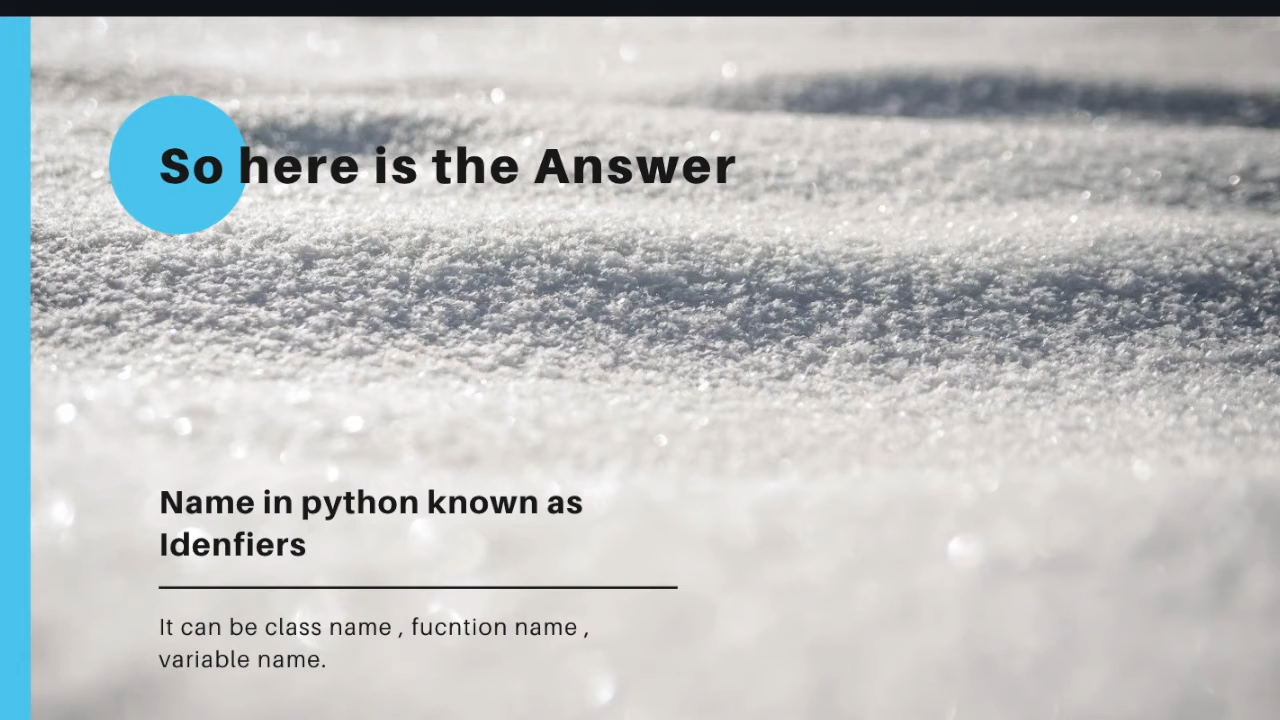 So here is the Answer
Name in python known as
Idenfiers
It can be class name , fucntion name ,
variable name.